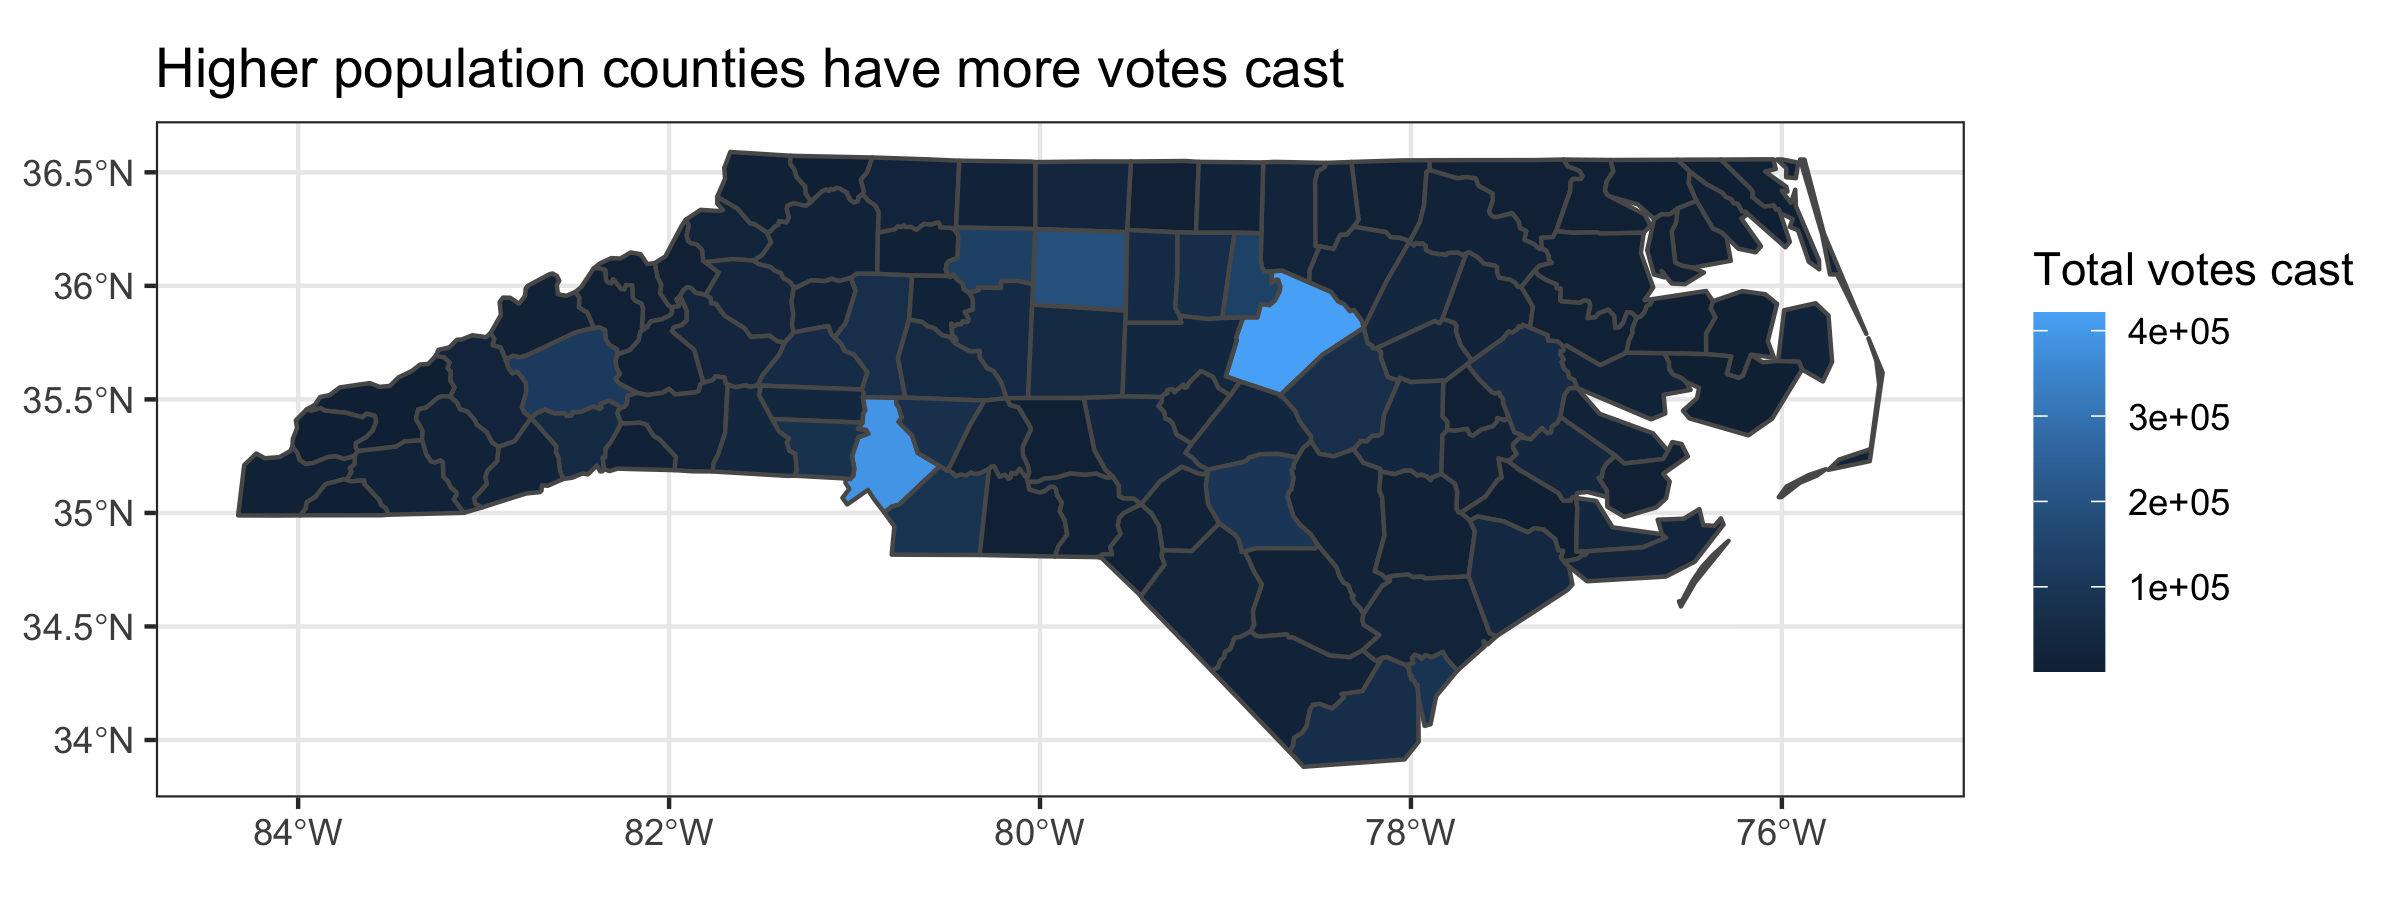 Higher population counties have more votes cast
36.5°N
36°N
35.5°N
35°N
34.5°N
34°N
84°W
82°W
80°W
78°W
76°W
Total votes cast
4e+05
3e+05
2e+05
1e+05